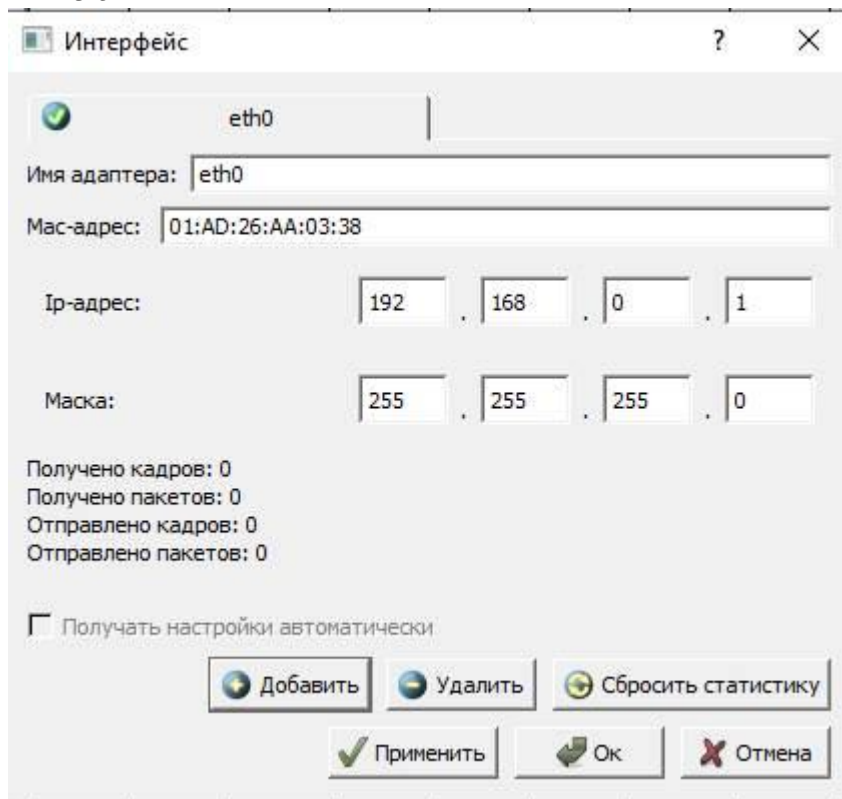 Интерфейс ? ×
eth0
Имя адаптера: eth0
Mac-адрес: 01:AD:26:AA:03:38
Ip-адрес: 192 . 168 . 0 . 1
Маска: 255 . 255 . 255 . 0
Получено кадров: 0
Получено пакетов: 0
Отправлено кадров: 0
Отправлено пакетов: 0
Получать настройки автоматически
Добавить Удалить Сбросить статистику
Применить Ок Отмена